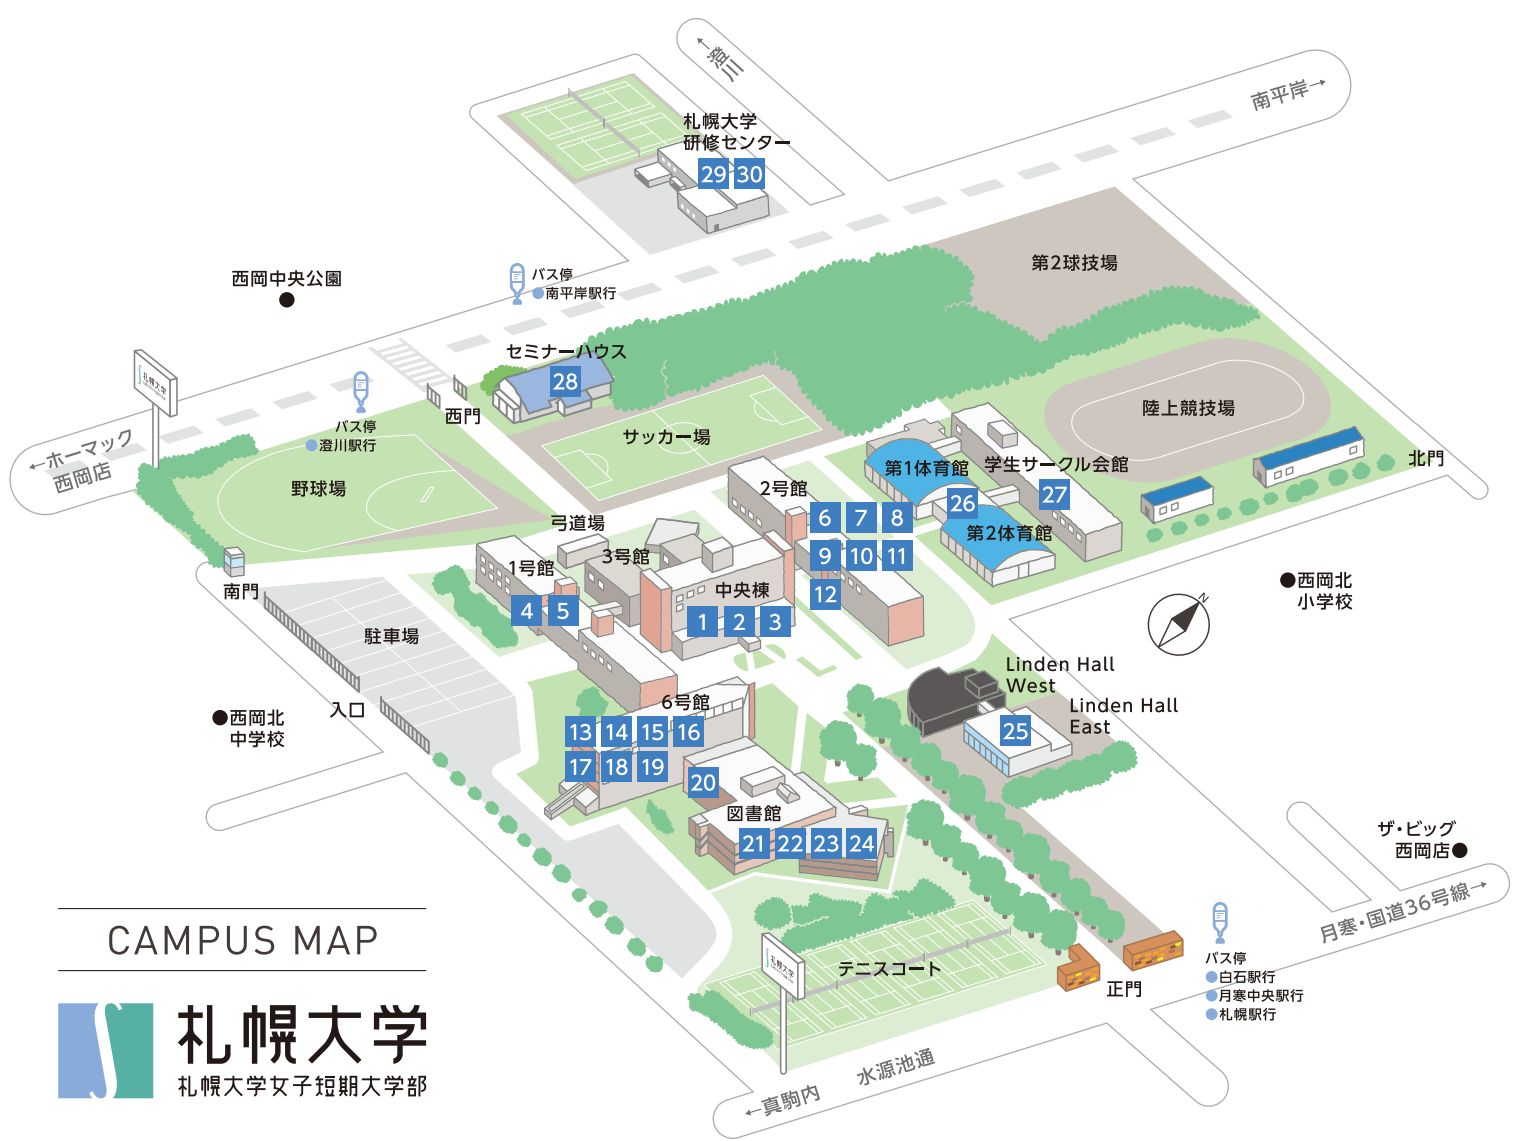 ←澄川
南平岸→
札幌大学
研修センター
29 30
第2球技場
西岡中央公園
バス停
南平岸駅行
セミナーハウス
28
札幌大学
西門
バス停
澄川駅行
←ホーマック
西岡店
野球場
サッカー場
陸上競技場
北門
第1体育館
学生サークル会館
26
27
第2体育館
2号館
6 7 8
9 10 11
12
弓道場
3号館
1号館
4 5
中央棟
1 2 3
南門
駐車場
入口
西岡北
小学校
N
西岡北
中学校
Linden Hall
West
Linden Hall
East
25
6号館
13 14 15 16
17 18 19
20
図書館
21 22 23 24
ザ・ビッグ
西岡店
月寒・国道36号線→
バス停
白石駅行
月寒中央駅行
札幌駅行
正門
テニスコート
札幌大学
水源池通
←真駒内
CAMPUS MAP
札幌大学
札幌大学女子短期大学部